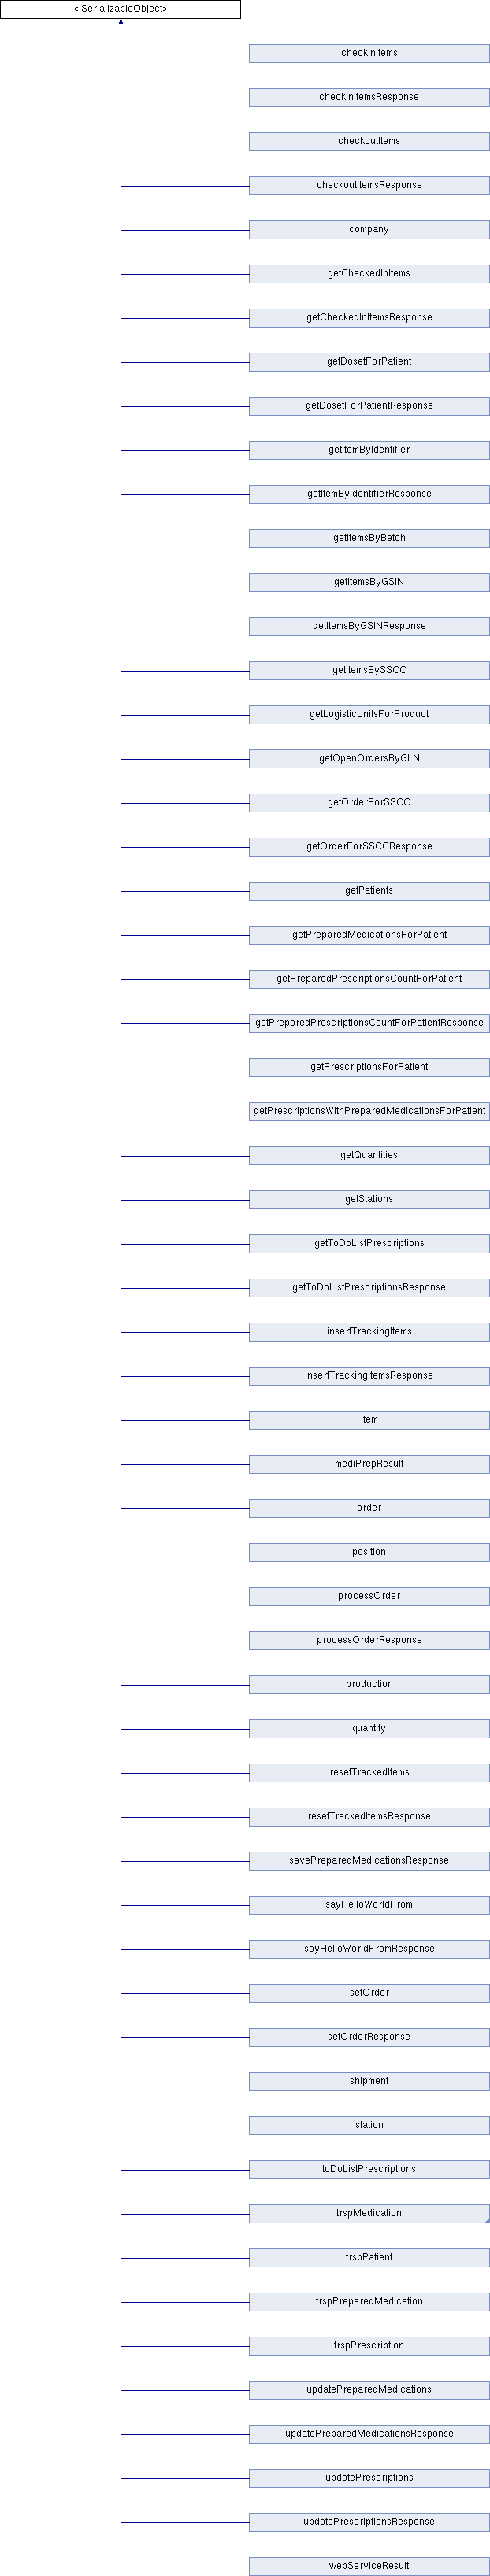 <ISerializableObject>
checkinItems
checkinItemsResponse
checkoutItems
checkoutItemsResponse
company
getCheckedInItems
getCheckedInItemsResponse
getDosetForPatient
getDosetForPatientResponse
getItemByIdentifier
getItemByIdentifierResponse
getItemsByBatch
getItemsByGSIN
getItemsByGSINResponse
getItemsBySSCC
getLogisticUnitsForProduct
getOpenOrdersByGLN
getOrderForSSCC
getOrderForSSCCResponse
getPatients
getPreparedMedicationsForPatient
getPreparedPrescriptionsCountForPatient
getPreparedPrescriptionsCountForPatientResponse
getPrescriptionsForPatient
getPrescriptionsWithPreparedMedicationsForPatient
getQuantities
getStations
getToDoListPrescriptions
getToDoListPrescriptionsResponse
insertTrackingItems
insertTrackingItemsResponse
item
mediPrepResult
order
position
processOrder
processOrderResponse
production
quantity
resetTrackedItems
resetTrackedItemsResponse
savePreparedMedicationsResponse
sayHelloWorldFrom
sayHelloWorldFromResponse
setOrder
setOrderResponse
shipment
station
toDoListPrescriptions
trspMedication
trspPatient
trspPreparedMedication
trspPrescription
updatePreparedMedications
updatePreparedMedicationsResponse
updatePrescriptions
updatePrescriptionsResponse
webServiceResult